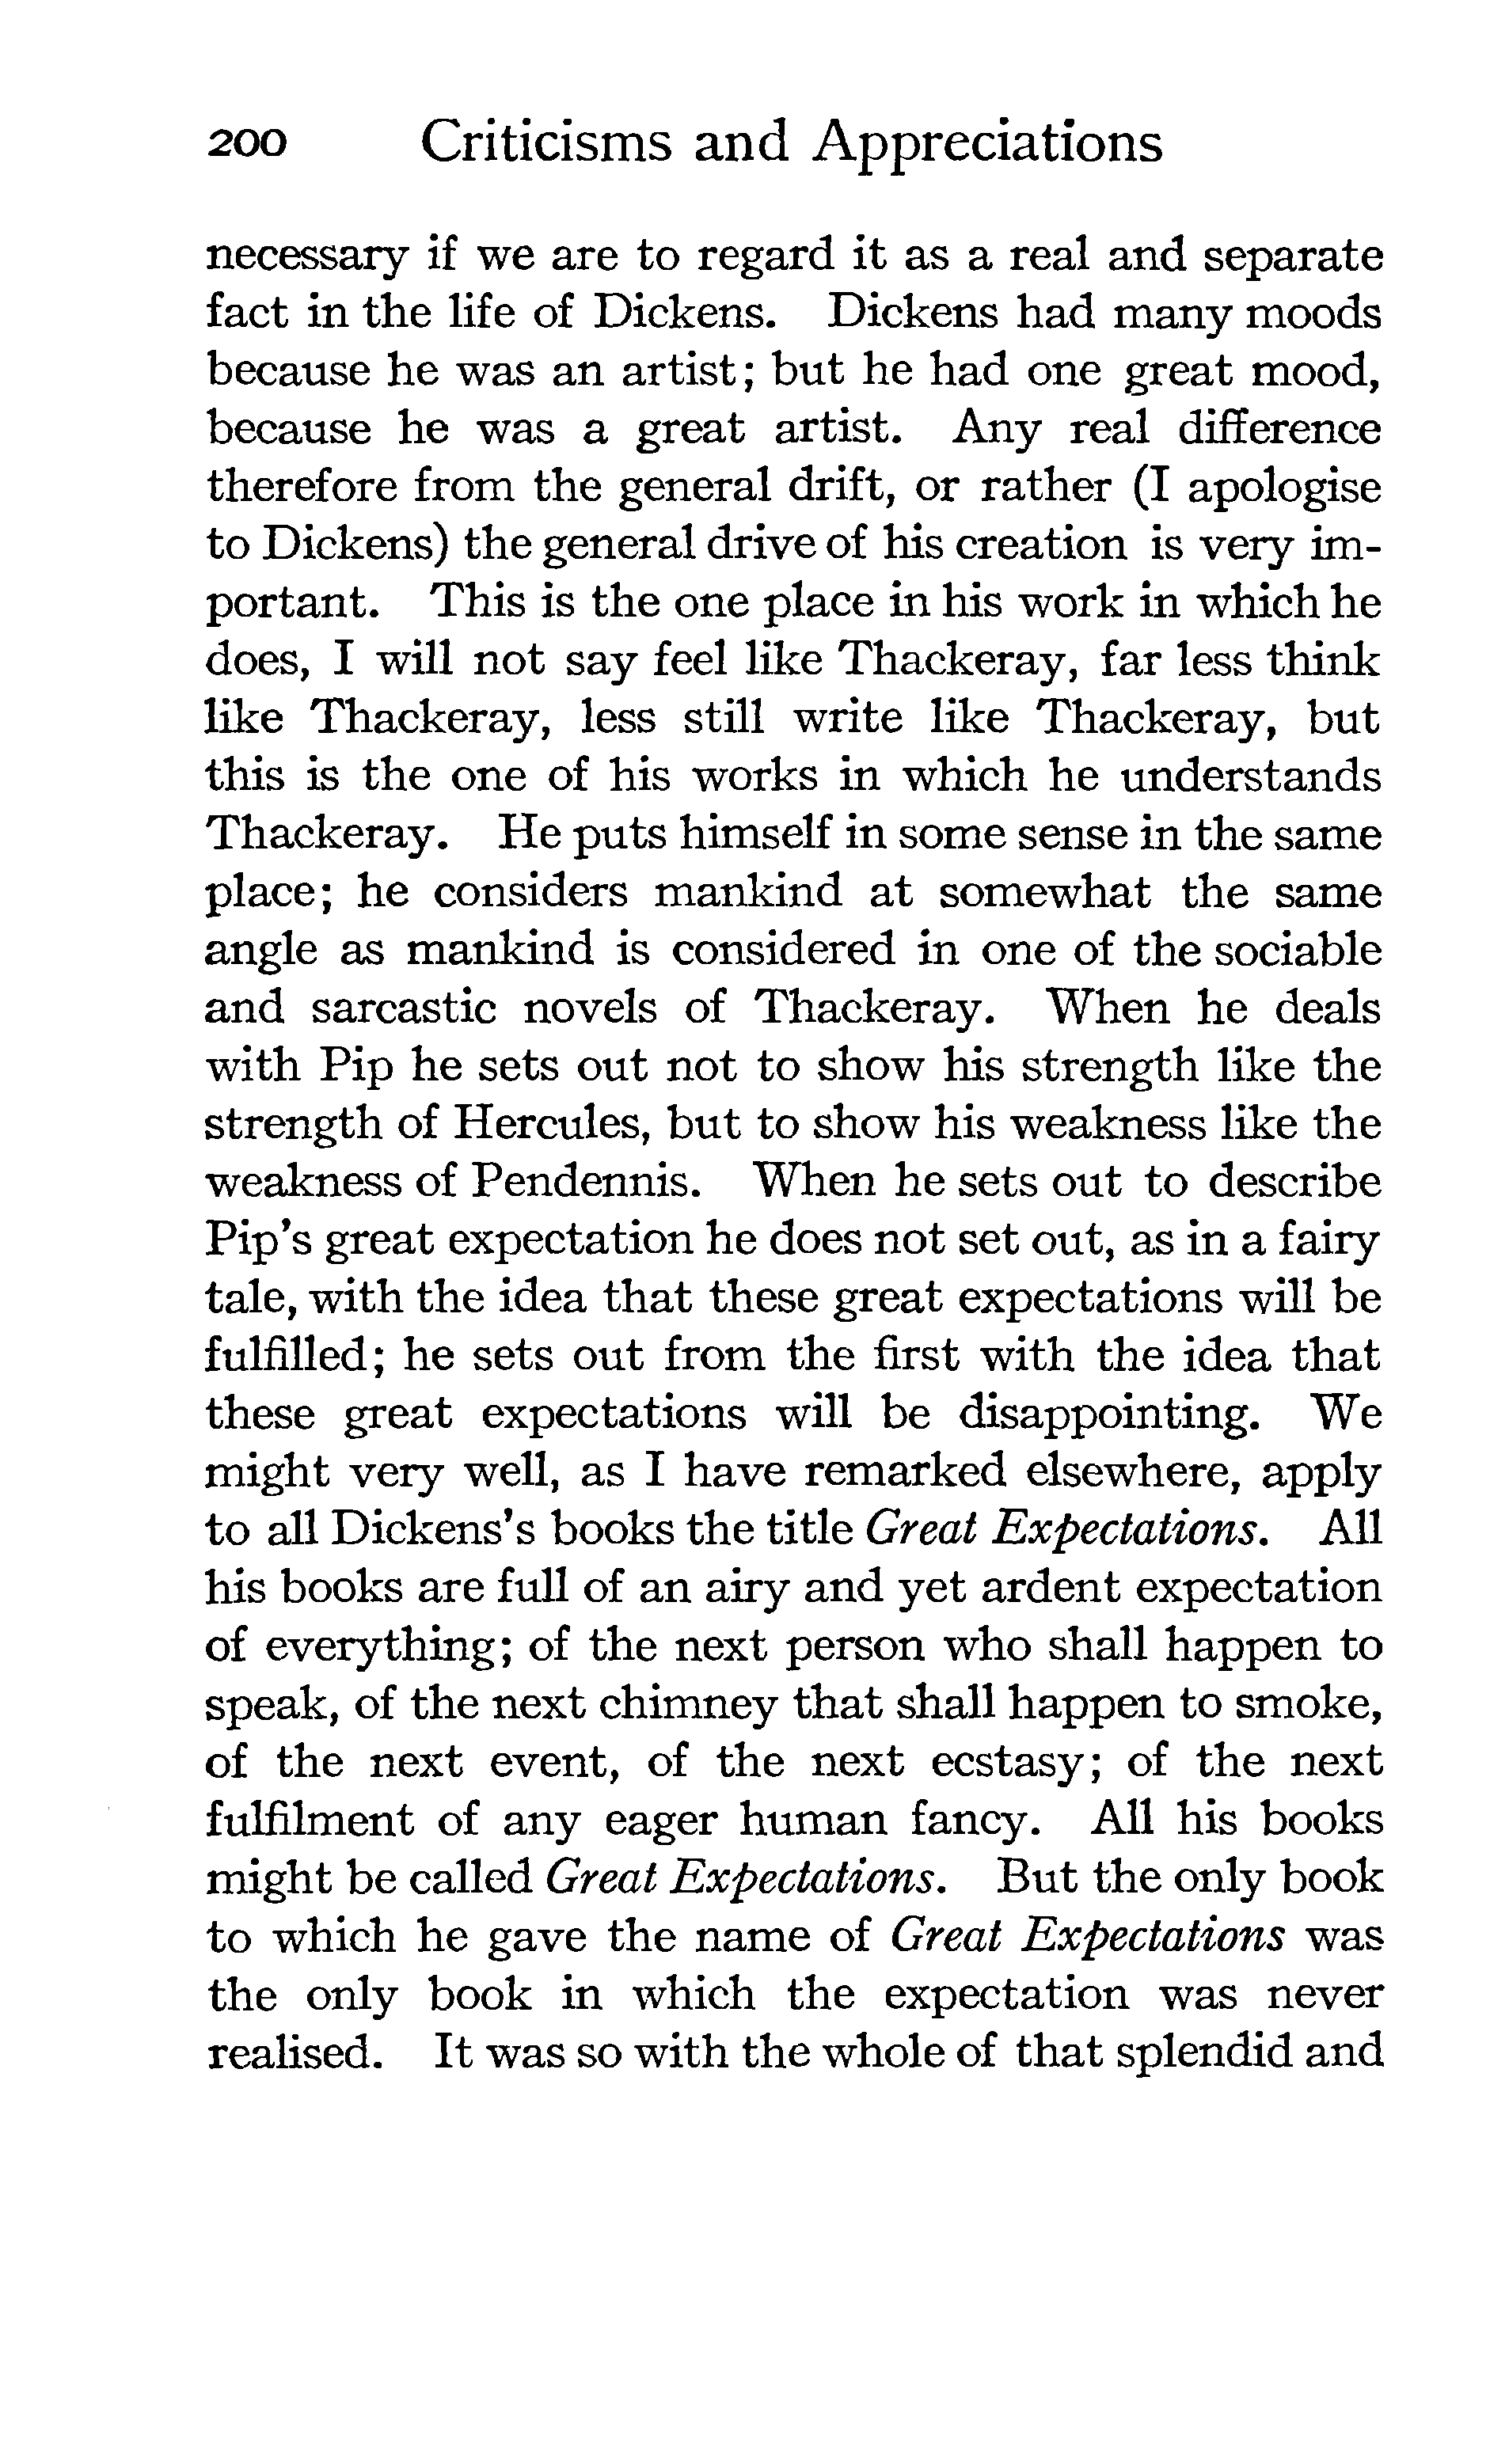 200 Criticisms and Appreciations
necessary if we are to regard it as a real and separate
fact in the life of Dickens. Dickens had many moods
because he was an artist; but he had one great mood,
because he was a great artist. Any real difference
therefore from the general drift, or rather (I apologise
to Dickens) the general drive of his creation is very im-
portant. This is the one place in his work in which he
does, I will not say feel like Thackeray, far less think
like Thackeray, less still write like Thackeray, but
this is the one of his works in which he understands
Thackeray. He puts himself in some sense in the same
place; he considers mankind at somewhat the same
angle as mankind is considered in one of the sociable
and sarcastic novels of Thackeray. When he deals
with Pip he sets out not to show his strength like the
strength of Hercules, but to show his weakness like the
weakness of Pendennis. When he sets out to describe
Pip's great expectation he does not set out, as in a fairy
tale, with the idea that these great expectations will be
fulfilled; he sets out from the first with the idea that
these great expectations will be disappointing. We
might very well, as I have remarked elsewhere, apply
to all Dickens's books the title Great Expectations. All
his books are full of an airy and yet ardent expectation
of everything; of the next person who shall happen to
speak, of the next chimney that shall happen to smoke,
of the next event, of the next ecstasy; of the next
fulfilment of any eager human fancy. All his books
might be called Great Expectations. But the only book
to which he gave the name of Great Expectations was
the only book in which the expectation was never
realised. It was so with the whole of that splendid and